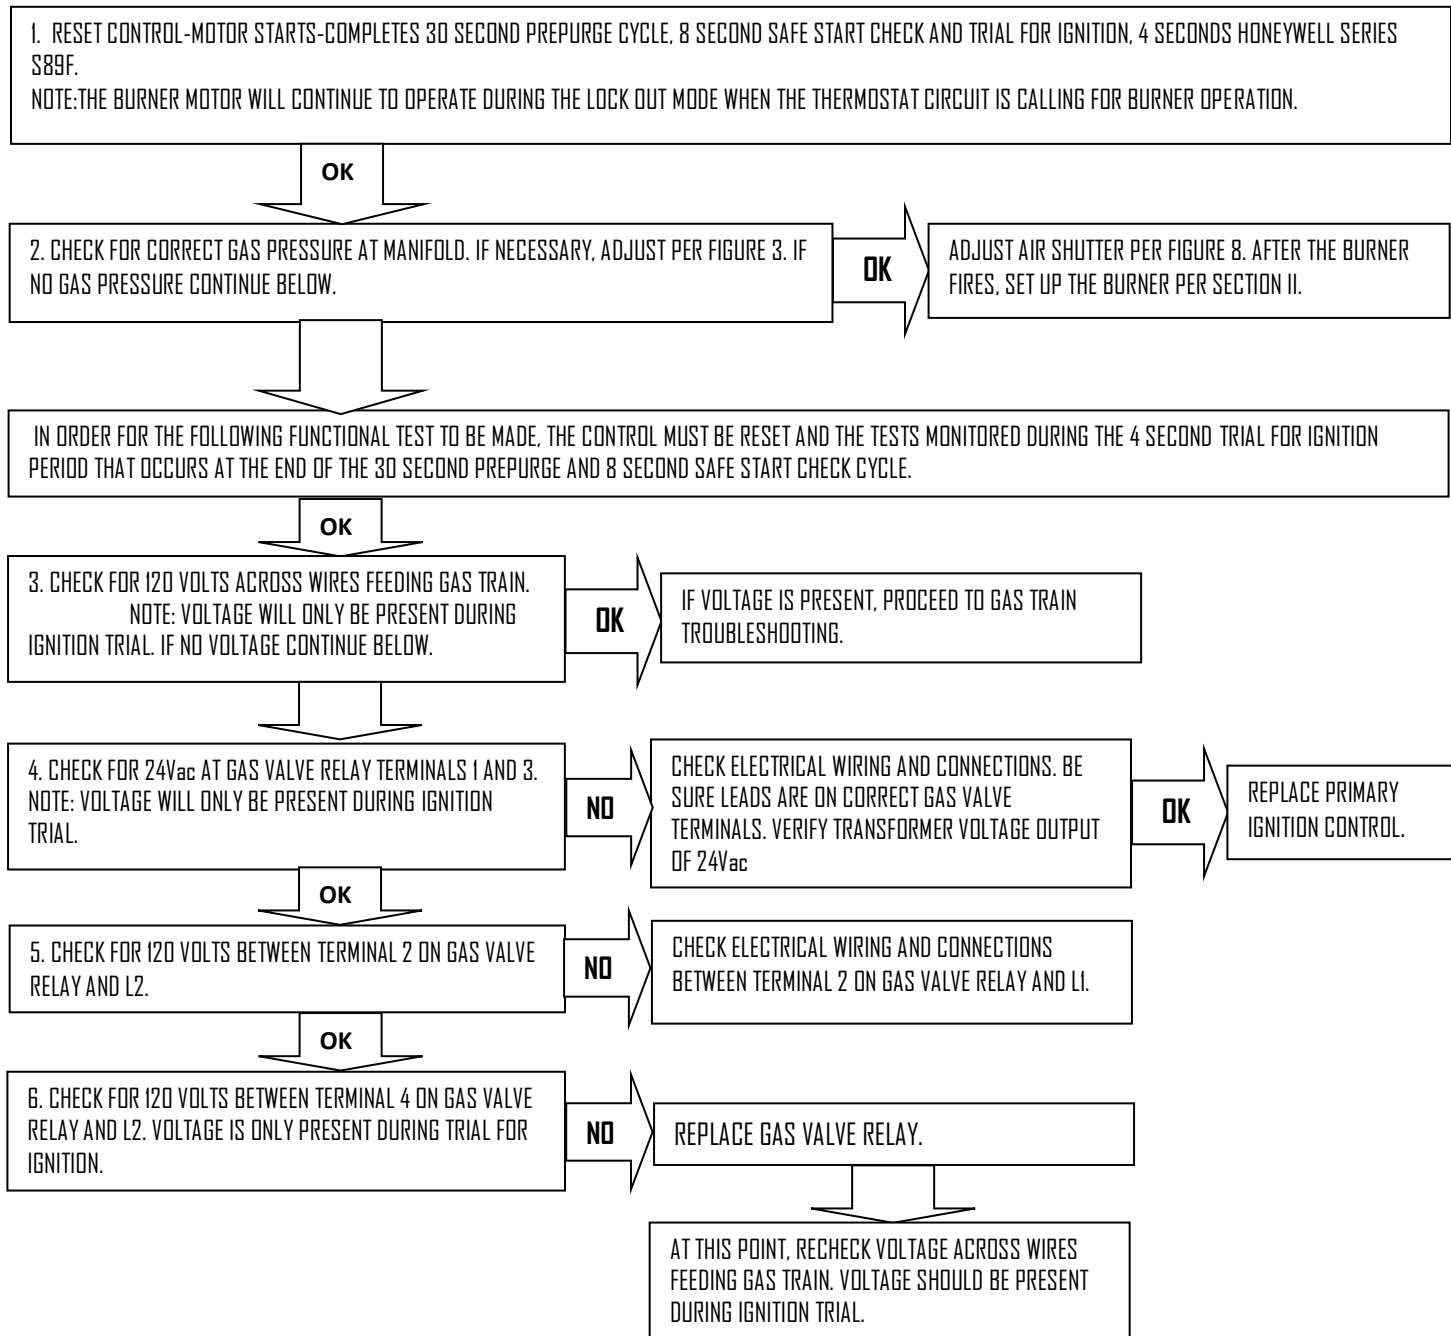 1. RESET CONTROL-MOTOR STARTS-COMPLETES 30 SECOND PREPURGE CYCLE, 8 SECOND SAFE START CHECK AND TRIAL FOR IGNITION, 4 SECONDS HONEYWELL SERIES
S89F.
NOTE:THE BURNER MOTOR WILL CONTINUE TO OPERATE DURING THE LOCK OUT MODE WHEN THE THERMOSTAT CIRCUIT IS CALLING FOR BURNER OPERATION.
OK
2. CHECK FOR CORRECT GAS PRESSURE AT MANIFOLD. IF NECESSARY, ADJUST PER FIGURE 3. IF
NO GAS PRESSURE CONTINUE BELOW.
OK
ADJUST AIR SHUTTER PER FIGURE 8. AFTER THE BURNER
FIRES, SET UP THE BURNER PER SECTION II.
IN ORDER FOR THE FOLLOWING FUNCTIONAL TEST TO BE MADE, THE CONTROL MUST BE RESET AND THE TESTS MONITORED DURING THE 4 SECOND TRIAL FOR IGNITION
PERIOD THAT OCCURS AT THE END OF THE 30 SECOND PREPURGE AND 8 SECOND SAFE START CHECK CYCLE.
OK
3. CHECK FOR 120 VOLTS ACROSS WIRES FEEDING GAS TRAIN.
NOTE: VOLTAGE WILL ONLY BE PRESENT DURING
IGNITION TRIAL. IF NO VOLTAGE CONTINUE BELOW.
OK
IF VOLTAGE IS PRESENT, PROCEED TO GAS TRAIN
TROUBLESHOOTING.
4. CHECK FOR 24Vac AT GAS VALVE RELAY TERMINALS 1 AND 3.
NOTE: VOLTAGE WILL ONLY BE PRESENT DURING IGNITION
TRIAL.
NO
CHECK ELECTRICAL WIRING AND CONNECTIONS. BE
SURE LEADS ARE ON CORRECT GAS VALVE
TERMINALS. VERIFY TRANSFORMER VOLTAGE OUTPUT
OF 24Vac
OK
REPLACE PRIMARY
IGNITION CONTROL.
OK
5. CHECK FOR 120 VOLTS BETWEEN TERMINAL 2 ON GAS VALVE
RELAY AND L2.
NO
CHECK ELECTRICAL WIRING AND CONNECTIONS
BETWEEN TERMINAL 2 ON GAS VALVE RELAY AND L1.
OK
6. CHECK FOR 120 VOLTS BETWEEN TERMINAL 4 ON GAS VALVE
RELAY AND L2. VOLTAGE IS ONLY PRESENT DURING TRIAL FOR
IGNITION.
NO
REPLACE GAS VALVE RELAY.
AT THIS POINT, RECHECK VOLTAGE ACROSS WIRES
FEEDING GAS TRAIN. VOLTAGE SHOULD BE PRESENT
DURING IGNITION TRIAL.